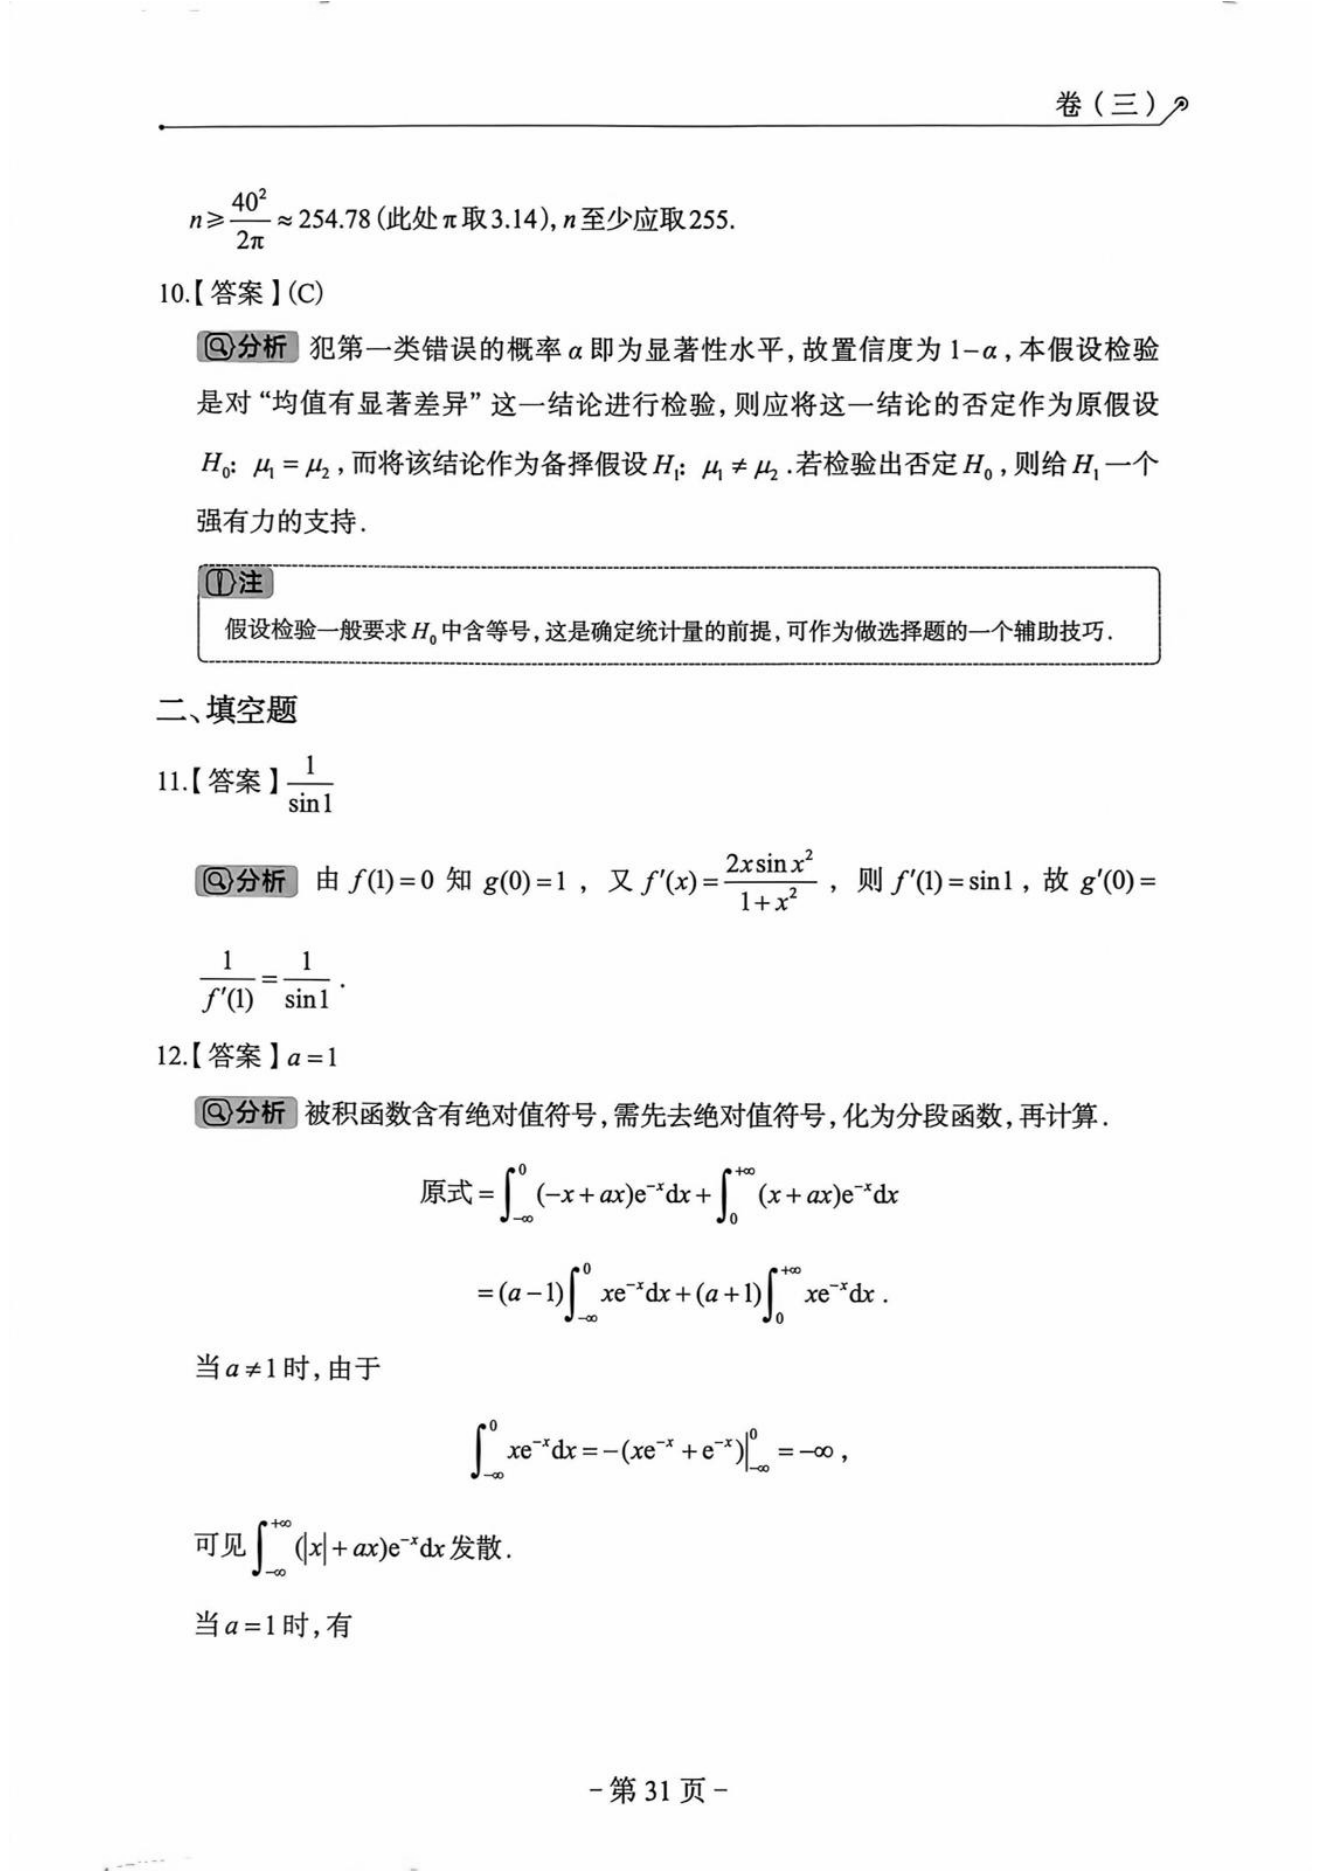 卷(三)
n≥40²/2π≈254.78(此处π取3.14),n至少应取255.
10.【答案】(C)
分析 犯第一类错误的概率α即为显著性水平,故置信度为1-α,本假设检验
是对“均值有显著差异”这一结论进行检验,则应将这一结论的否定作为原假设
H₀: μ₁=μ₂,而将该结论作为备择假设H₁: μ₁≠μ₂.若检验出否定H₀,则给H₁一个
强有力的支持.
注
假设检验一般要求H₀中含等号,这是确定统计量的前提,可作为做选择题的一个辅助技巧.
二、填空题
11.【答案】1/sin1
分析 由f(1)=0知g(0)=1,又f′(x)=2xsinx²/1+x²,则f′(1)=sin1,故g′(0)=
1/f′(1)=1/sin1.
12.【答案】a=1
分析 被积函数含有绝对值符号,需先去绝对值符号,化为分段函数,再计算.
原式=∫_{-∞}^{0}(-x+ax)e^{-x}dx+∫_{0}^{+∞}(x+ax)e^{-x}dx
=(a-1)∫_{-∞}^{0}xe^{-x}dx+(a+1)∫_{0}^{+∞}xe^{-x}dx.
当a≠1时,由于
∫_{-∞}^{0}xe^{-x}dx=-(xe^{-x}+e^{-x})|_{-∞}^{0}=-∞,
可见∫_{-∞}^{+∞}(|x|+ax)e^{-x}dx发散.
当a=1时,有
-第31页-